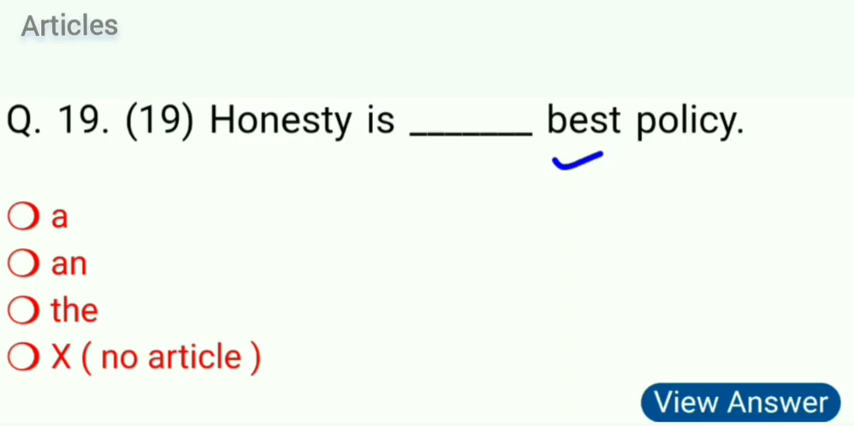 Articles
Q. 19. (19) Honesty is _______ best policy.
a
an
the
X ( no article )
View Answer